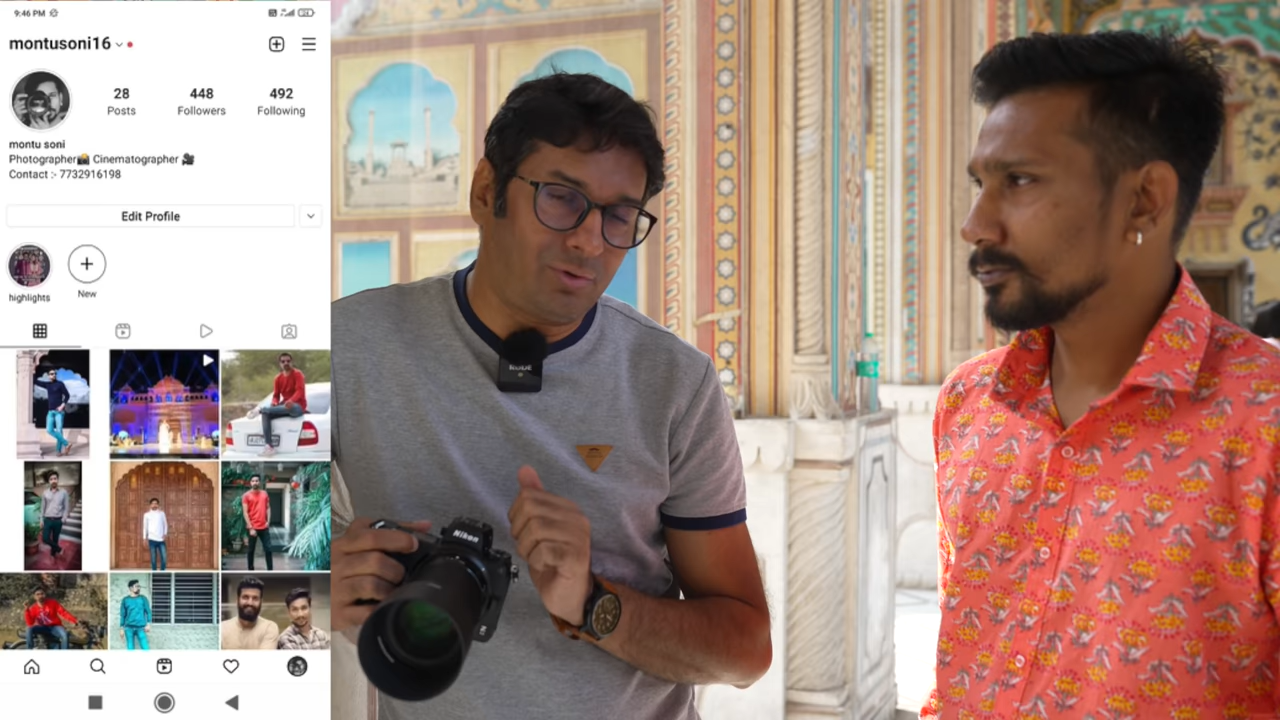 9:46 PM
montusoni16
28
448
492
Posts
Followers
Following
montu soni
Photographer📸 Cinematographer 🎥
Contact :- 7732916198
Edit Profile
highlights
New
Nikon